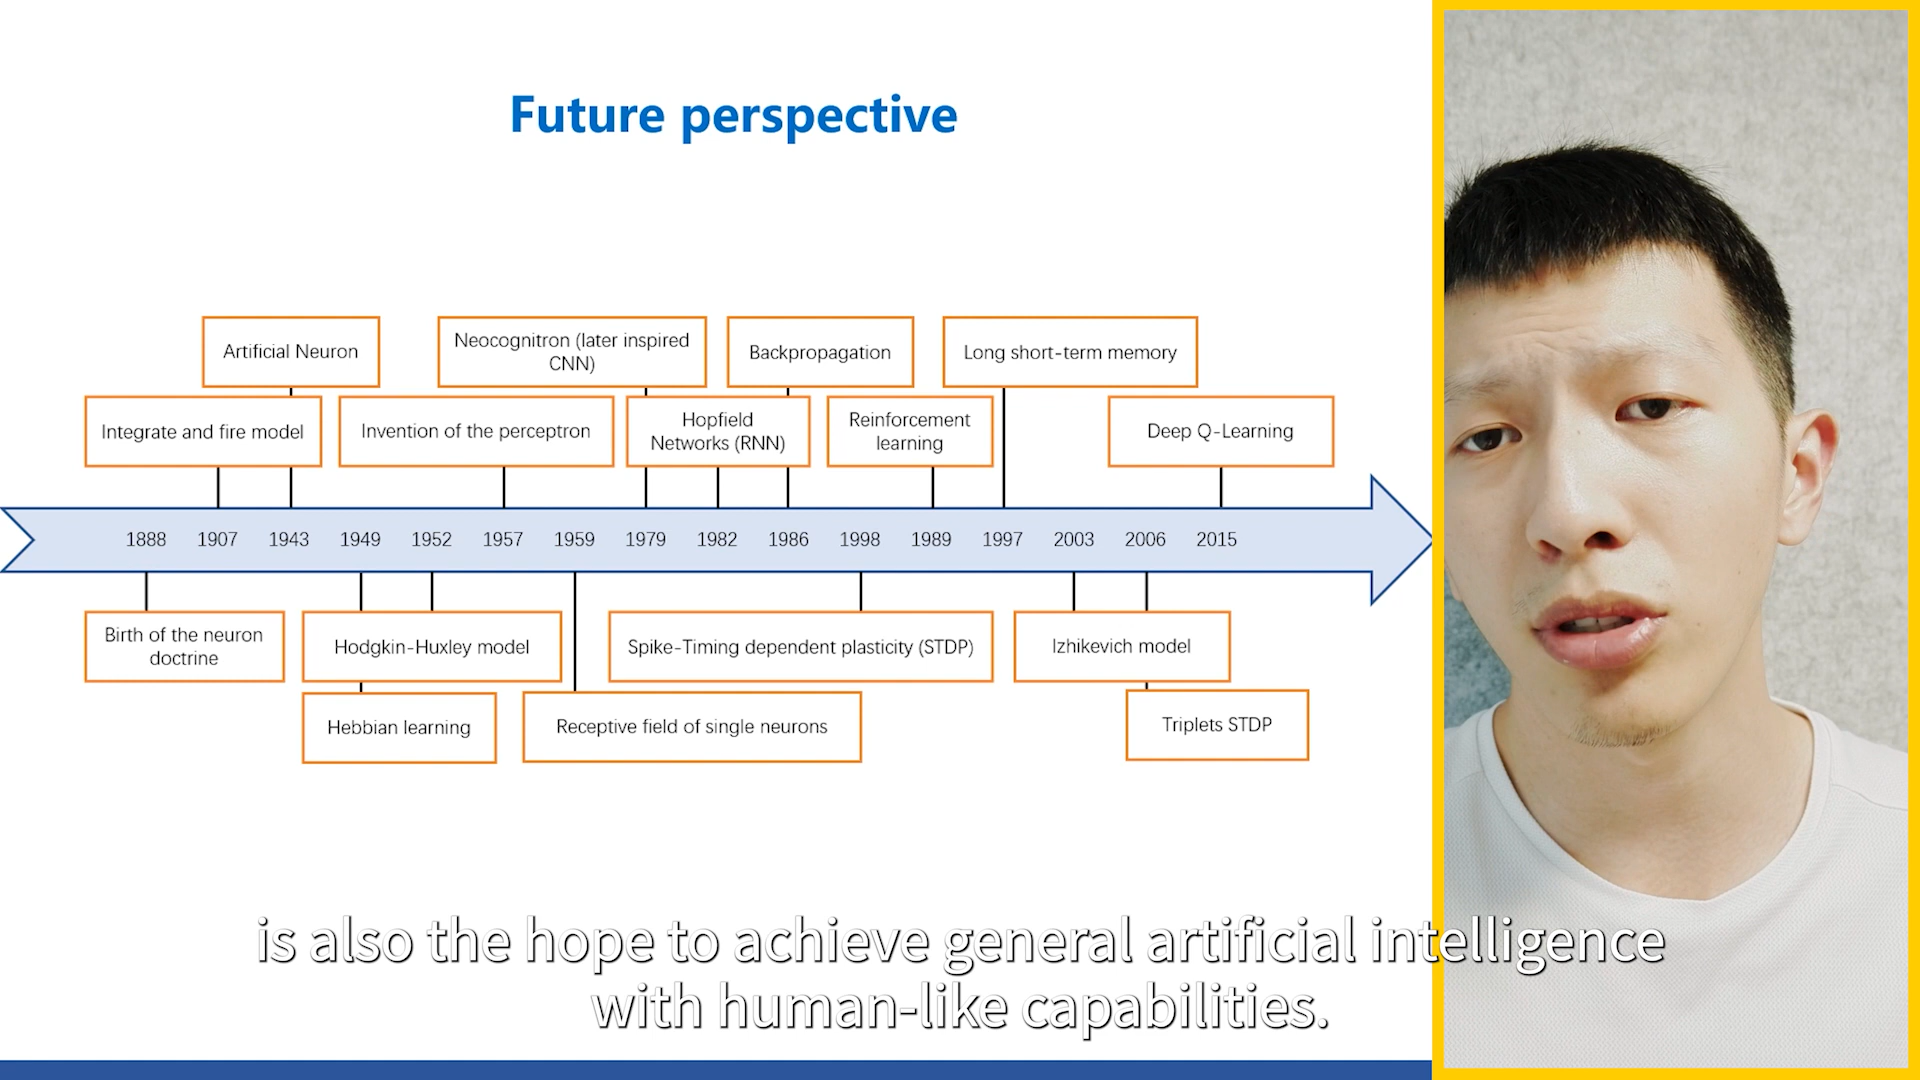 Future perspective
Artificial Neuron
Neocognitron (later inspired
CNN)
Backpropagation
Long short-term memory
Integrate and fire model
Invention of the perceptron
Hopfield
Networks (RNN)
Reinforcement
learning
Deep Q-Learning
1888 1907 1943 1949 1952 1957 1959 1979 1982 1986 1998 1989 1997 2003 2006 2015
Birth of the neuron
doctrine
Hodgkin-Huxley model
Spike-Timing dependent plasticity (STDP)
Izhikevich model
Hebbian learning
Receptive field of single neurons
Triplets STDP
is also the hope to achieve general artificial intelligence
with human-like capabilities.